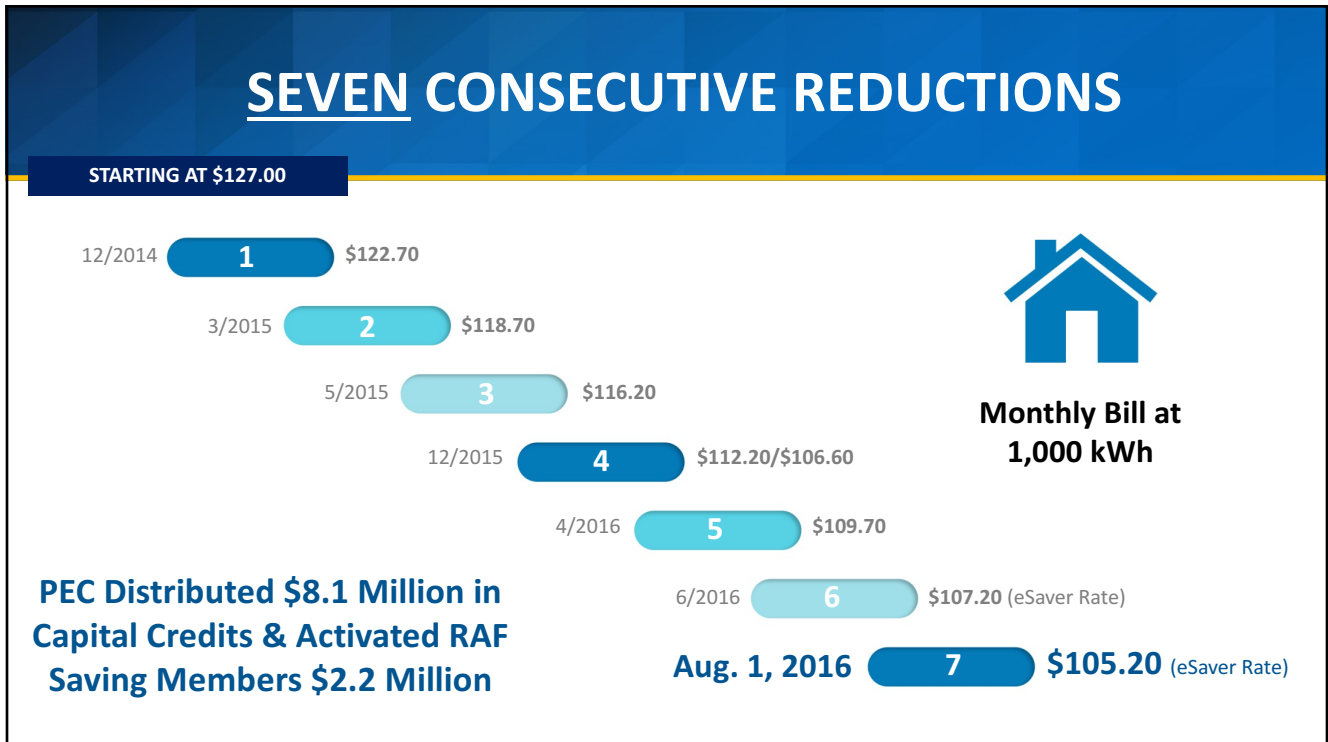 SEVEN CONSECUTIVE REDUCTIONS
STARTING AT $127.00
12/2014 1 $122.70
3/2015 2 $118.70
5/2015 3 $116.20
12/2015 4 $112.20/$106.60
4/2016 5 $109.70
6/2016 6 $107.20 (eSaver Rate)
Aug. 1, 2016 7 $105.20 (eSaver Rate)
Monthly Bill at
1,000 kWh
PEC Distributed $8.1 Million in
Capital Credits & Activated RAF
Saving Members $2.2 Million